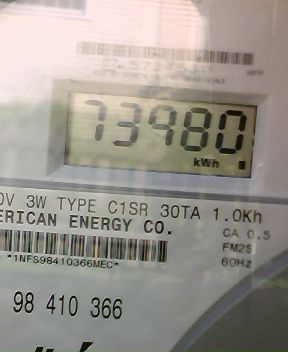 HPP
73980
kWh
0V 3W TYPE C1SR 30TA 1.0Kh
ERICAN ENERGY CO.
CA 0.5
*1NFS98410366MEC*
FM2S
60Hz
98 410 366